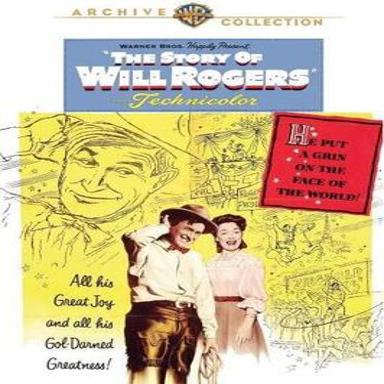 ARCHIVE WB COLLECTION
WARNER BROS. Happily Present
"THE STORY OF
WILL ROGERS"
Technicolor
HE PUT
A GRIN
ON THE
FACE OF
THE WORLD!
All his
Great Joy
and all his
Gol-Darned
Greatness!